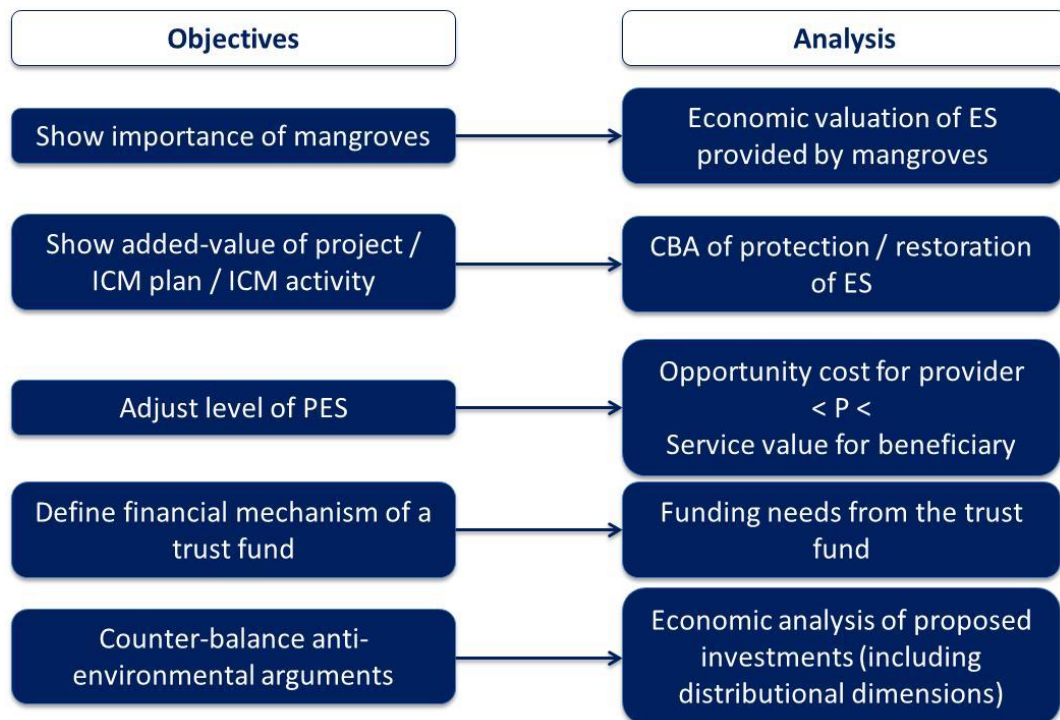 Objectives
Analysis
Show importance of mangroves
Economic valuation of ES
provided by mangroves
Show added-value of project /
ICM plan / ICM activity
CBA of protection / restoration
of ES
Adjust level of PES
Opportunity cost for provider
< P <
Service value for beneficiary
Define financial mechanism of a
trust fund
Funding needs from the trust
fund
Counter-balance anti-
environmental arguments
Economic analysis of proposed
investments (including
distributional dimensions)